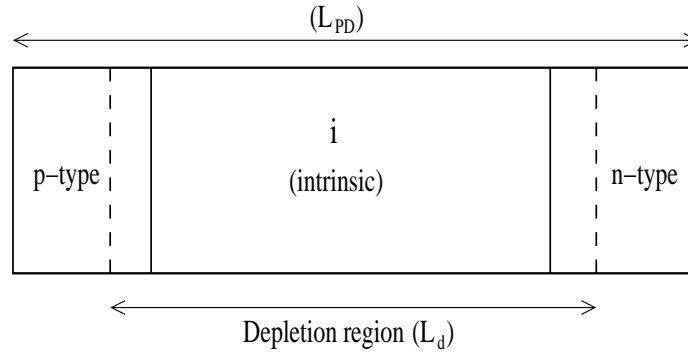 (L_PD)
i
(intrinsic)
p−type
n−type
Depletion region (L_d)